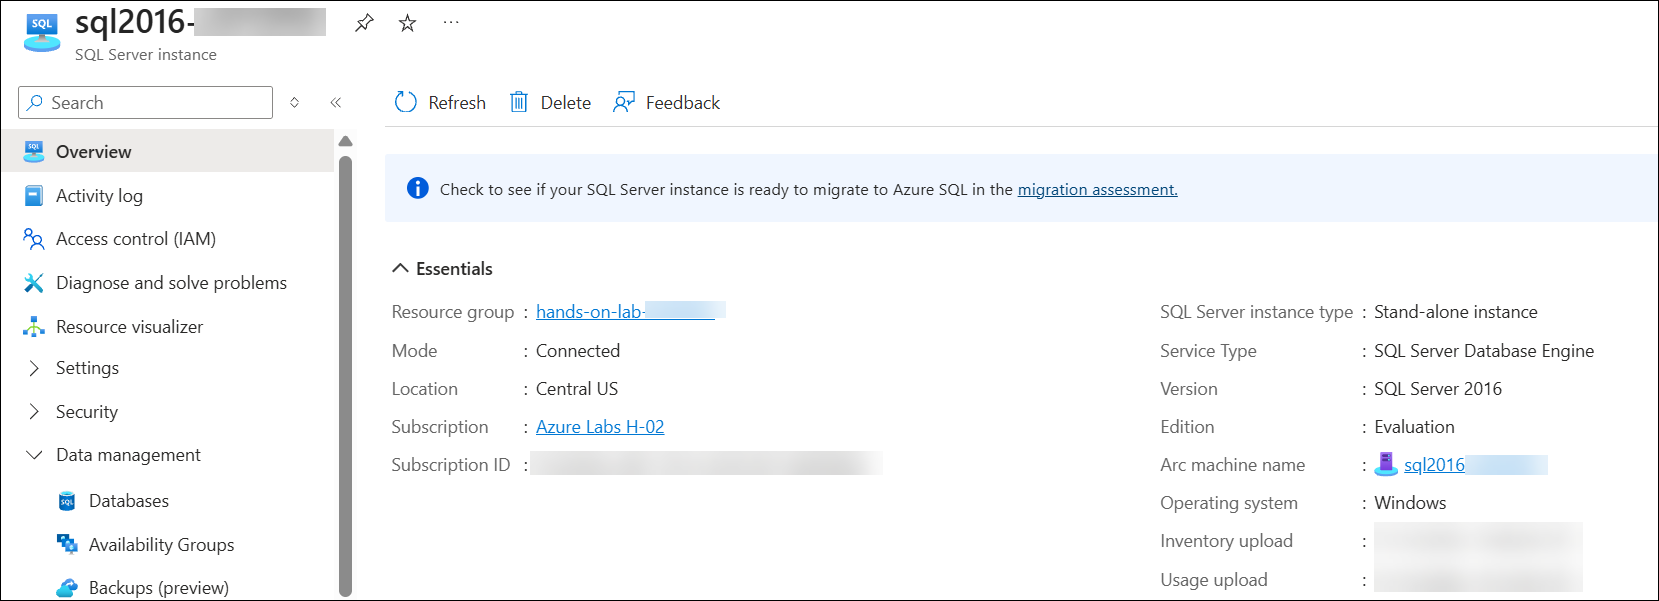 sql2016-
SQL Server instance
Search
Overview
Activity log
Access control (IAM)
Diagnose and solve problems
Resource visualizer
Settings
Security
Data management
Databases
Availability Groups
Backups (preview)
Refresh
Delete
Feedback
Check to see if your SQL Server instance is ready to migrate to Azure SQL in the migration assessment.
Essentials
Resource group : hands-on-lab-
Mode : Connected
Location : Central US
Subscription : Azure Labs H-02
Subscription ID :
SQL Server instance type : Stand-alone instance
Service Type : SQL Server Database Engine
Version : SQL Server 2016
Edition : Evaluation
Arc machine name : sql2016
Operating system : Windows
Inventory upload :
Usage upload :